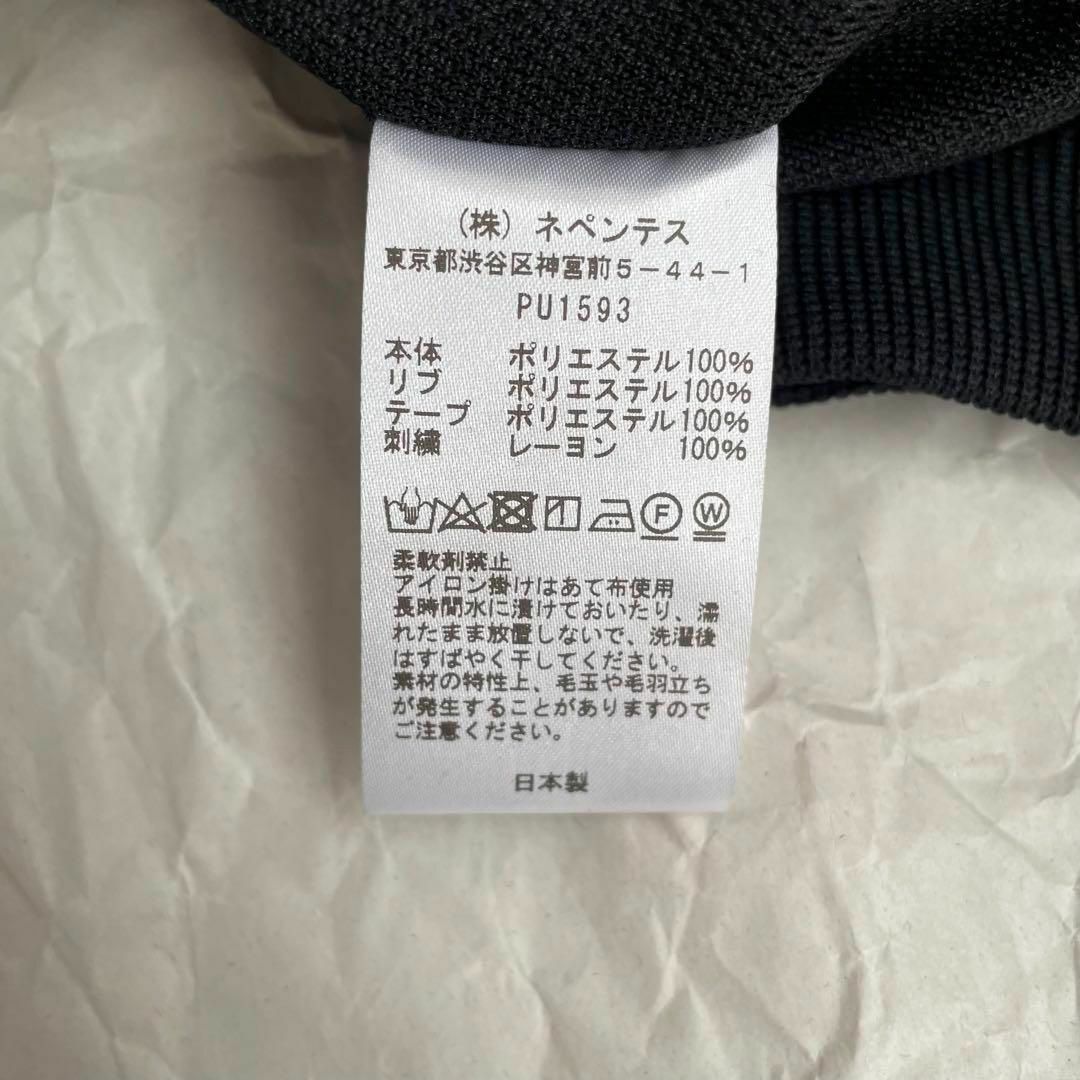 (株) ネペンテス
東京都渋谷区神宮前5-44-1
PU1593
本体 ポリエステル100%
リブ ポリエステル100%
テープ ポリエステル100%
刺繍 レーヨン 100%
F W
柔軟剤禁止
アイロン掛けはあて布使用
長時間水に漬けておいたり、濡
れたまま放置しないで、洗濯後
はすばやく干してください。
素材の特性上、毛玉や毛羽立ち
が発生することがありますので
ご注意ください。
日本製